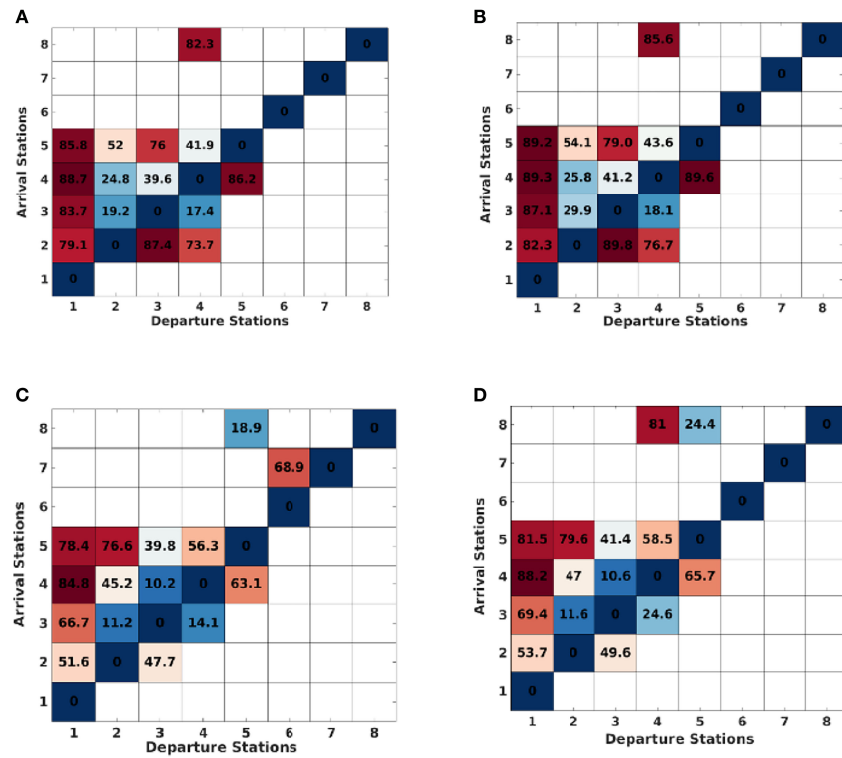 A
8 82.3 0
7 0
6 0
5 85.8 52 76 41.9 0
4 88.7 24.8 39.6 0 86.2
3 83.7 19.2 0 17.4
2 79.1 0 87.4 73.7
1 0
1 2 3 4 5 6 7 8
Departure Stations
Arrival Stations
B
8 85.6 0
7 0
6 0
5 89.2 54.1 79.0 43.6 0
4 89.3 25.8 41.2 0 89.6
3 87.1 29.9 0 18.1
2 82.3 0 89.8 76.7
1 0
1 2 3 4 5 6 7 8
Departure Stations
Arrival Stations
C
8 18.9 0
7 68.9 0
6 0
5 78.4 76.6 39.8 56.3 0
4 84.8 45.2 10.2 0 63.1
3 66.7 11.2 0 14.1
2 51.6 0 47.7
1 0
1 2 3 4 5 6 7 8
Departure Stations
Arrival Stations
D
8 81 24.4 0
7 0
6 0
5 81.5 79.6 41.4 58.5 0
4 88.2 47 10.6 0 65.7
3 69.4 11.6 0 24.6
2 53.7 0 49.6
1 0
1 2 3 4 5 6 7 8
Departure Stations
Arrival Stations